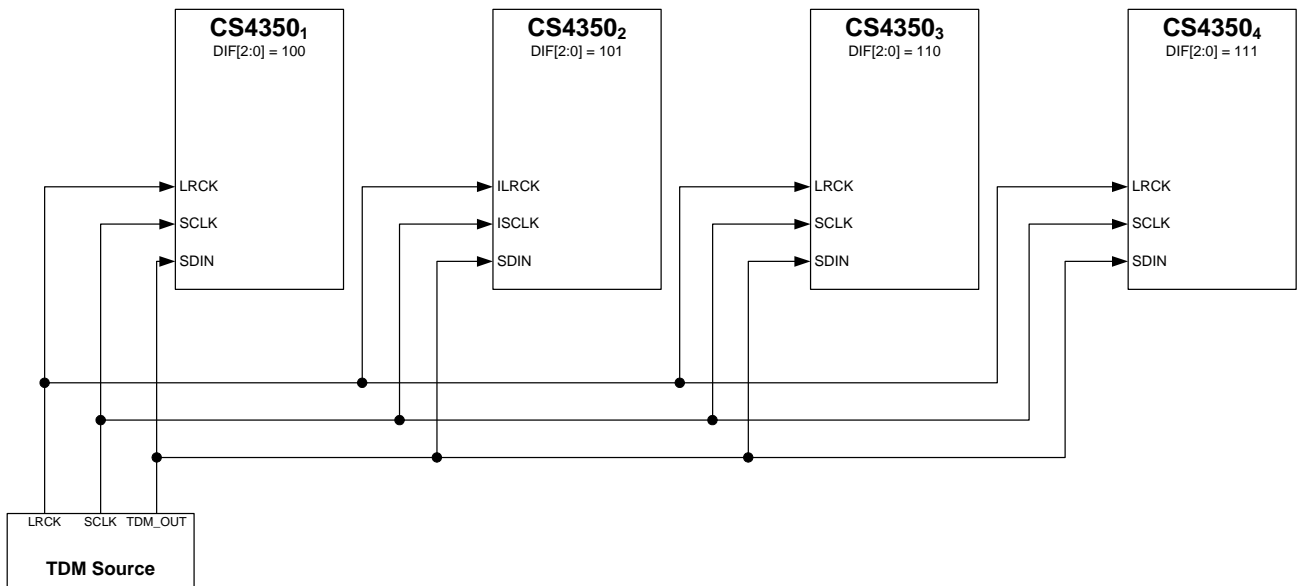 CS4350₁
DIF[2:0] = 100
CS4350₂
DIF[2:0] = 101
CS4350₃
DIF[2:0] = 110
CS4350₄
DIF[2:0] = 111
LRCK
SCLK
SDIN
ILRCK
ISCLK
SDIN
LRCK
SCLK
SDIN
LRCK
SCLK
SDIN
LRCK SCLK TDM_OUT
TDM Source